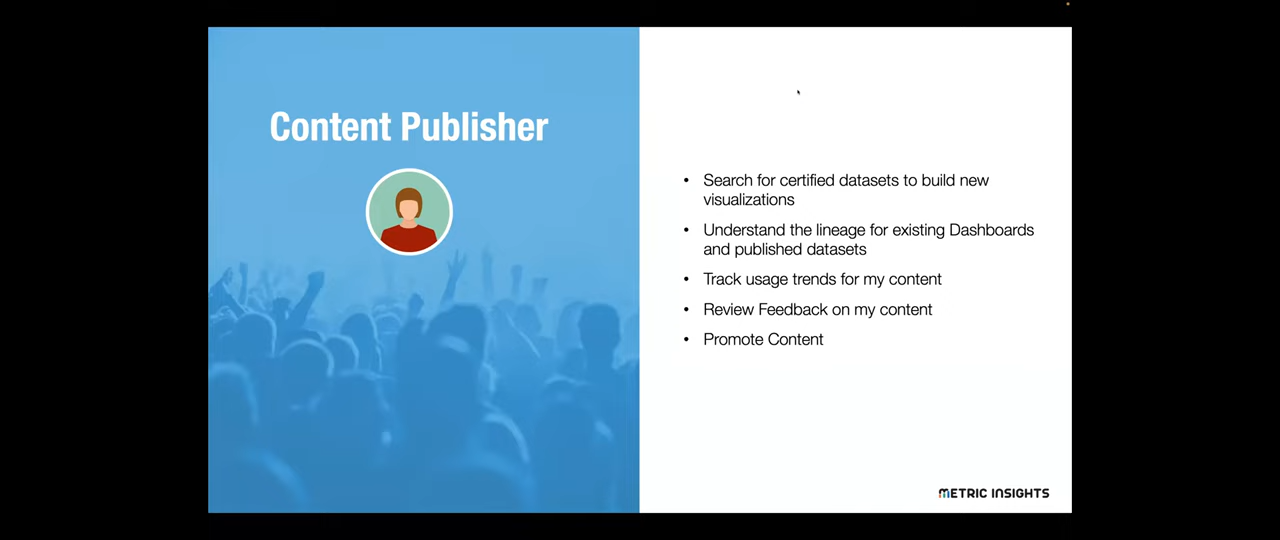 Content Publisher
• Search for certified datasets to build new
visualizations
• Understand the lineage for existing Dashboards
and published datasets
• Track usage trends for my content
• Review Feedback on my content
• Promote Content
METRIC INSIGHTS